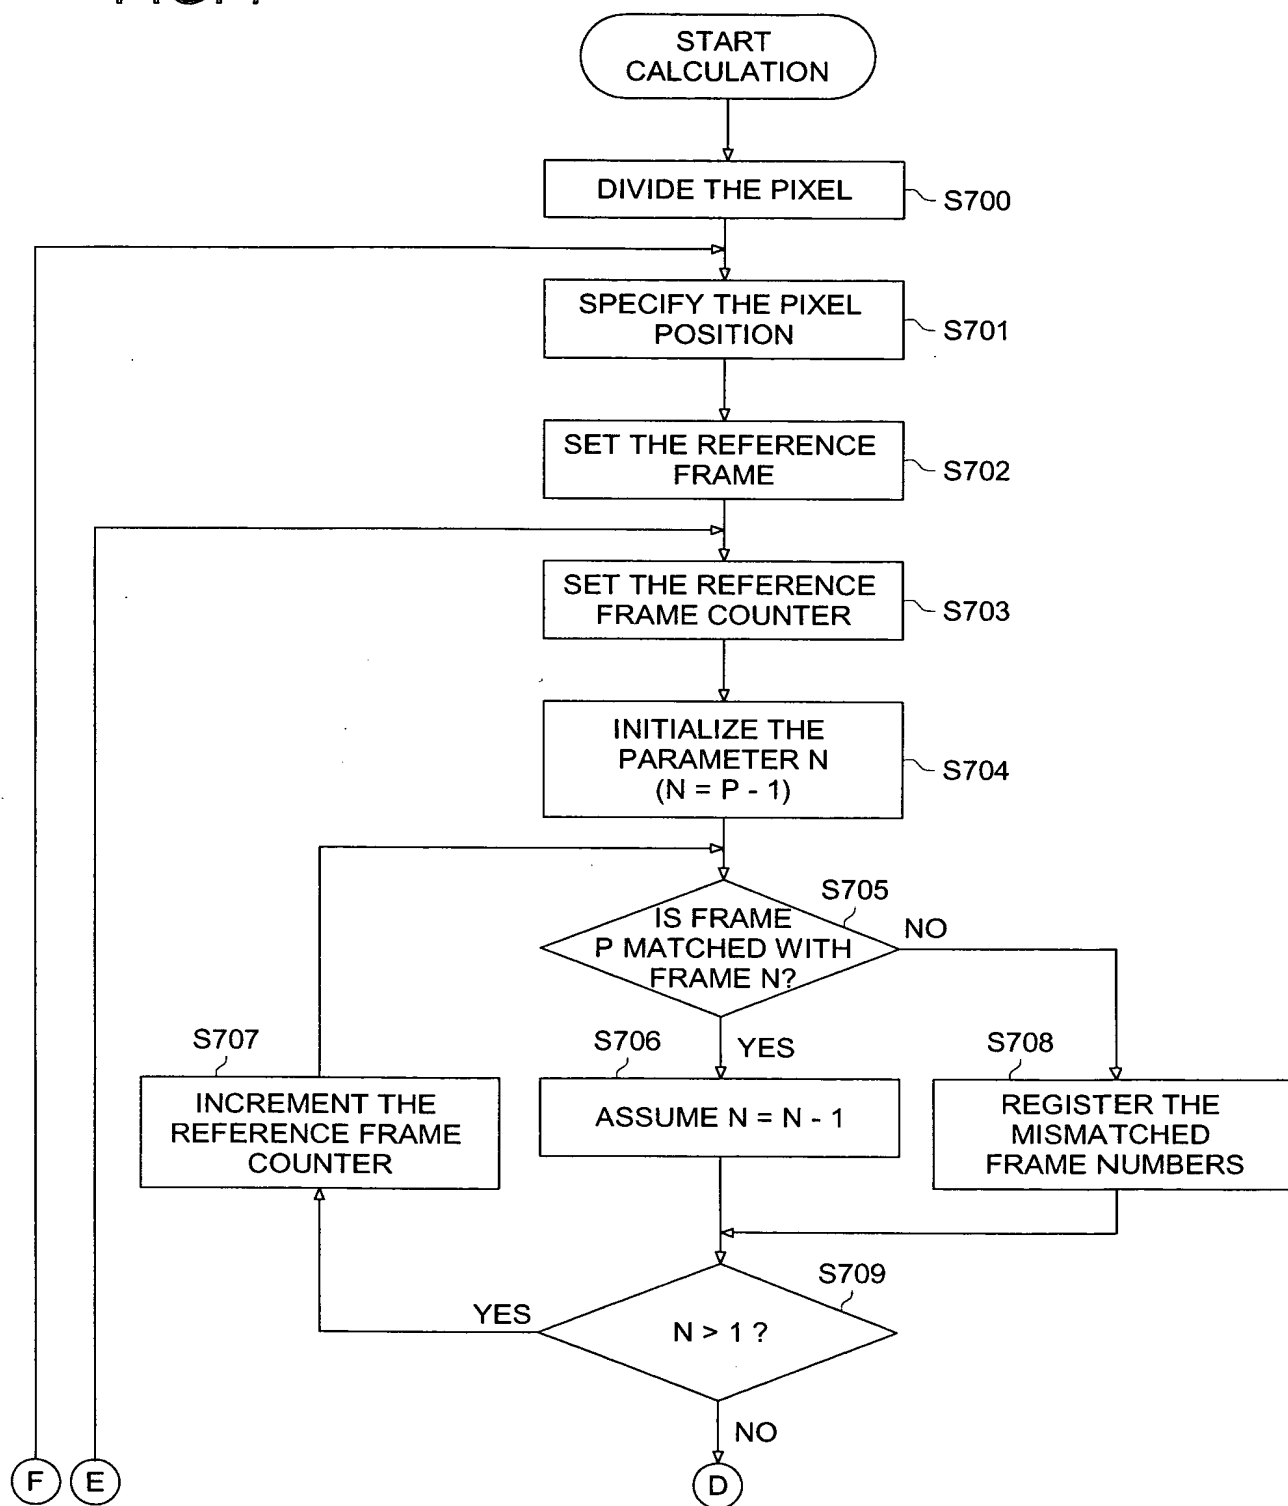 START
CALCULATION
DIVIDE THE PIXEL
S700
SPECIFY THE PIXEL
POSITION
S701
SET THE REFERENCE
FRAME
S702
SET THE REFERENCE
FRAME COUNTER
S703
INITIALIZE THE
PARAMETER N
(N = P - 1)
S704
S705
IS FRAME
P MATCHED WITH
FRAME N?
NO
YES
S707
INCREMENT THE
REFERENCE FRAME
COUNTER
S706
ASSUME N = N - 1
S708
REGISTER THE
MISMATCHED
FRAME NUMBERS
S709
N > 1 ?
YES
NO
F
E
D